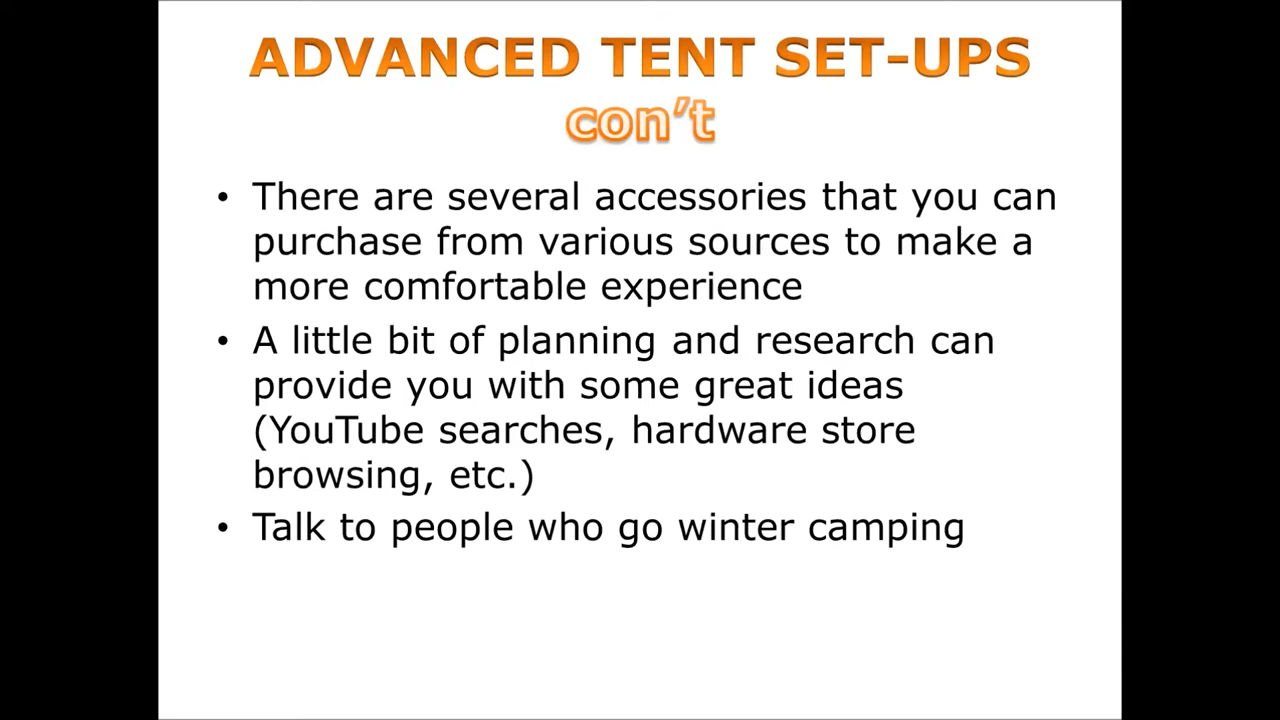 ADVANCED TENT SET-UPS
con’t
• There are several accessories that you can
purchase from various sources to make a
more comfortable experience
• A little bit of planning and research can
provide you with some great ideas
(YouTube searches, hardware store
browsing, etc.)
• Talk to people who go winter camping